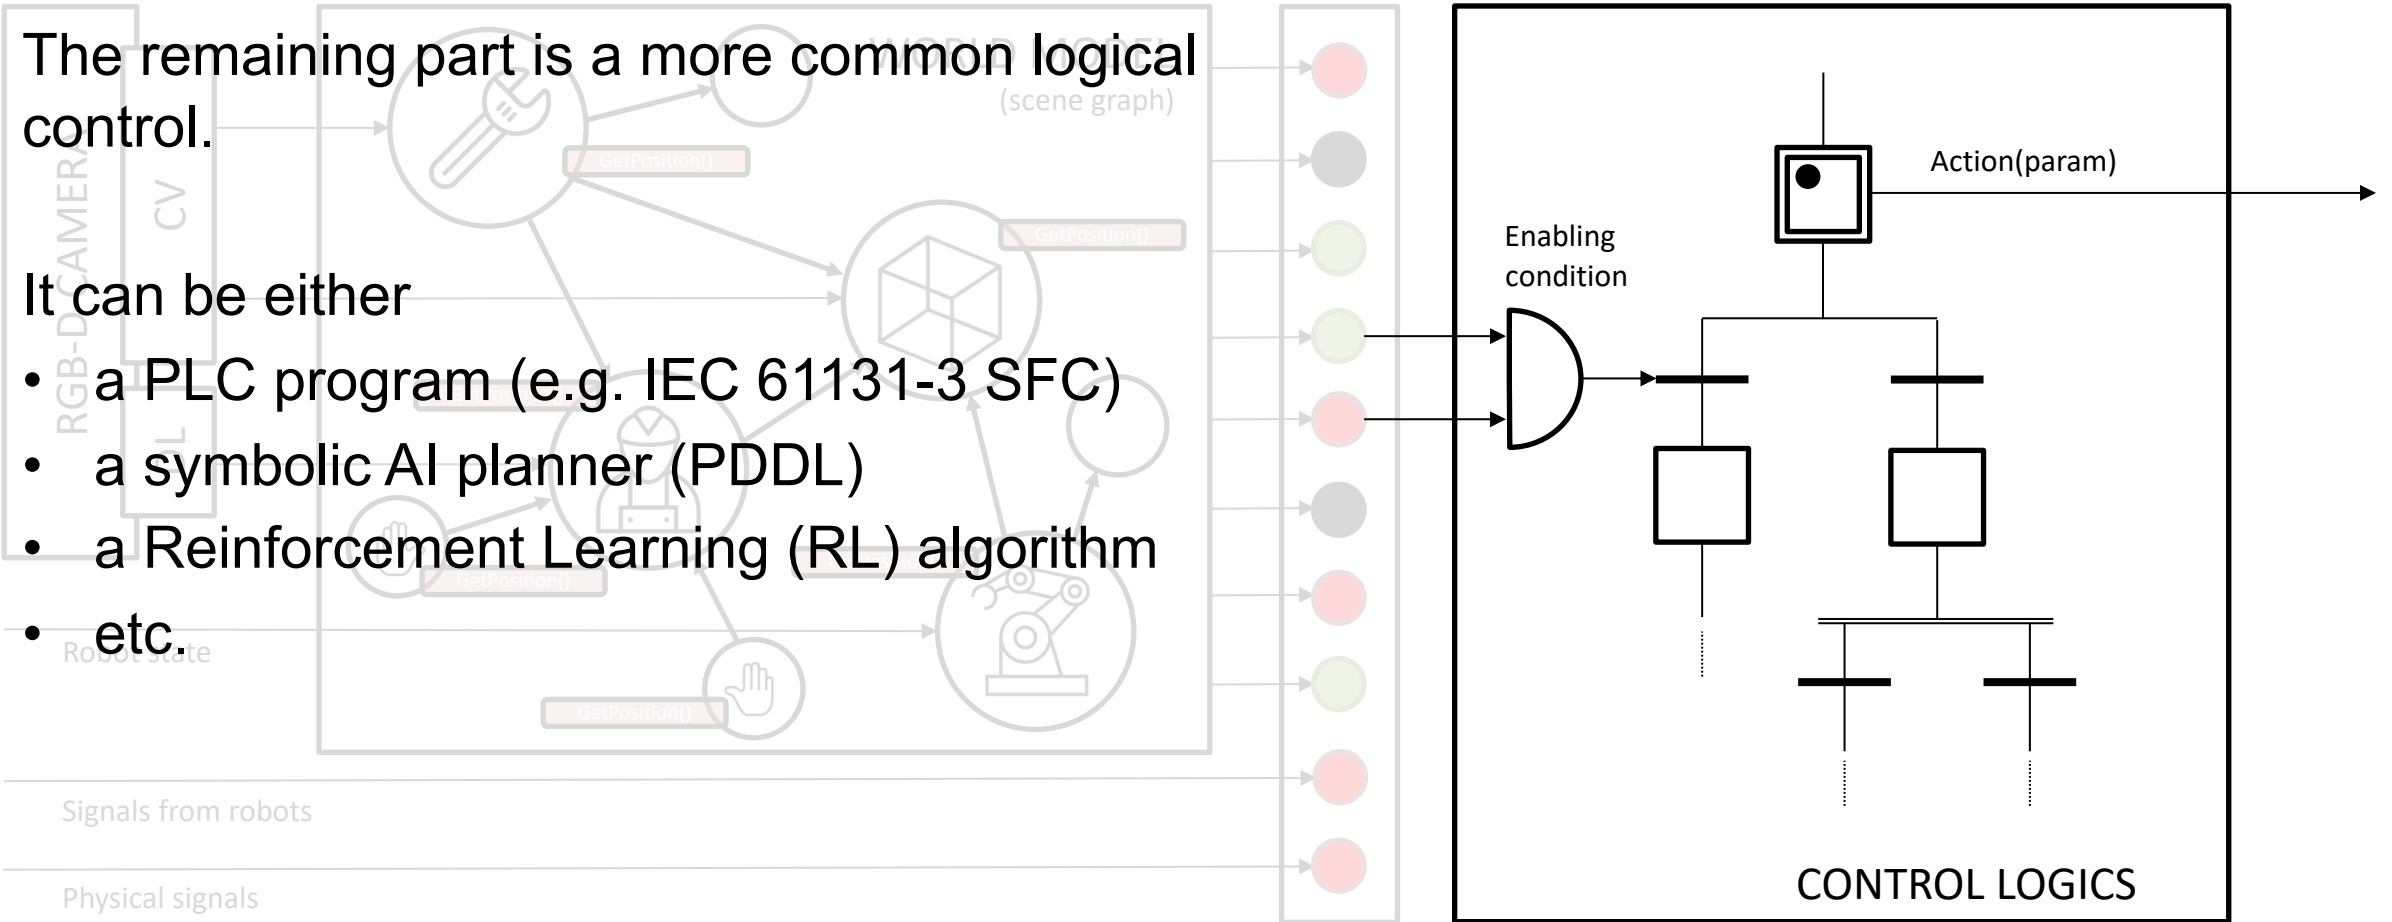 The remaining part is a more common logical
control.
It can be either
• a PLC program (e.g. IEC 61131-3 SFC)
• a symbolic AI planner (PDDL)
• a Reinforcement Learning (RL) algorithm
• etc.
WORLD MODEL
(scene graph)
RGB-D CAMERA
CV
GetPosition()
GetPosition()
GetPosition()
GetPosition()
Robot state
Signals from robots
Physical signals
Enabling
condition
Action(param)
CONTROL LOGICS